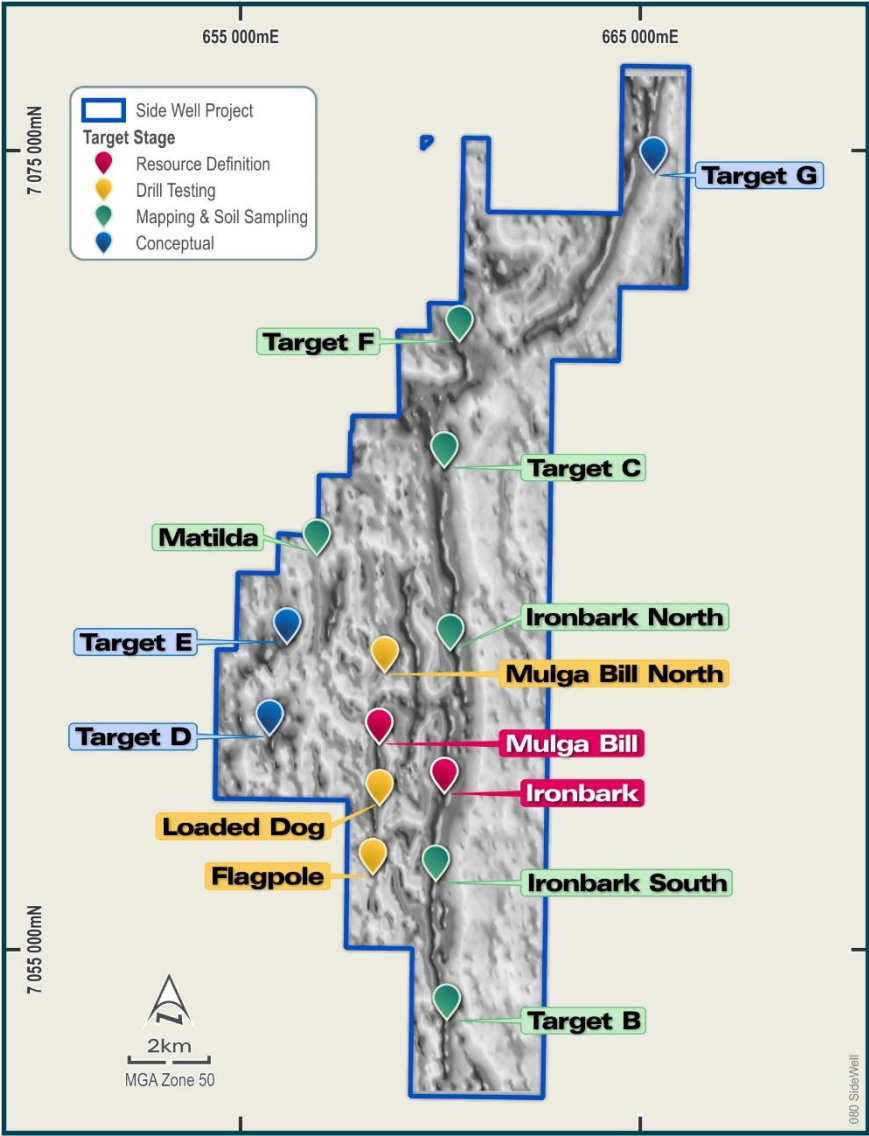 655 000mE
665 000mE
7 075 000mN
Side Well Project
Target Stage
Resource Definition
Drill Testing
Mapping & Soil Sampling
Conceptual
Target G
Target F
Target C
Matilda
Ironbark North
Target E
Mulga Bill North
Target D
Mulga Bill
Ironbark
Loaded Dog
Flagpole
Ironbark South
7 055 000mN
Target B
N
2km
MGA Zone 50
080 SideWell